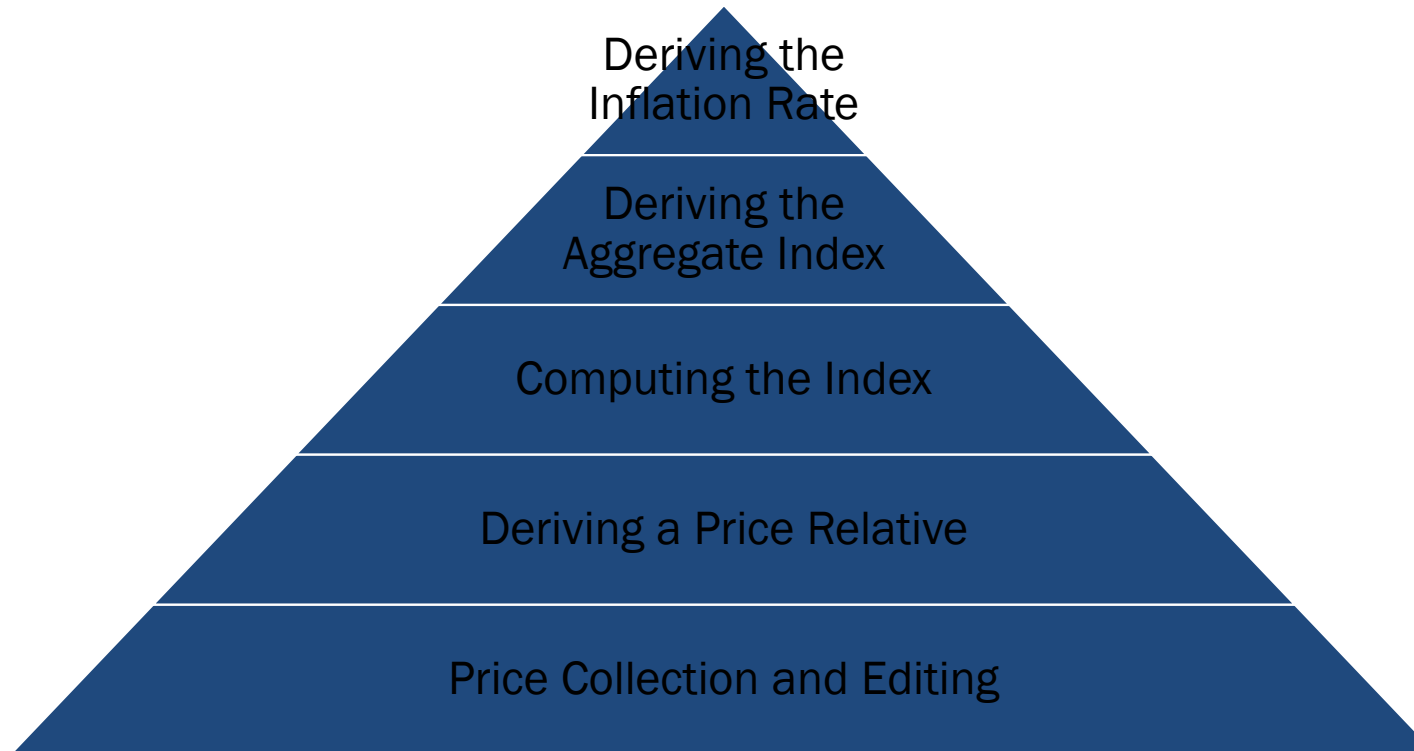 Deriving the
Inflation Rate
Deriving the
Aggregate Index
Computing the Index
Deriving a Price Relative
Price Collection and Editing